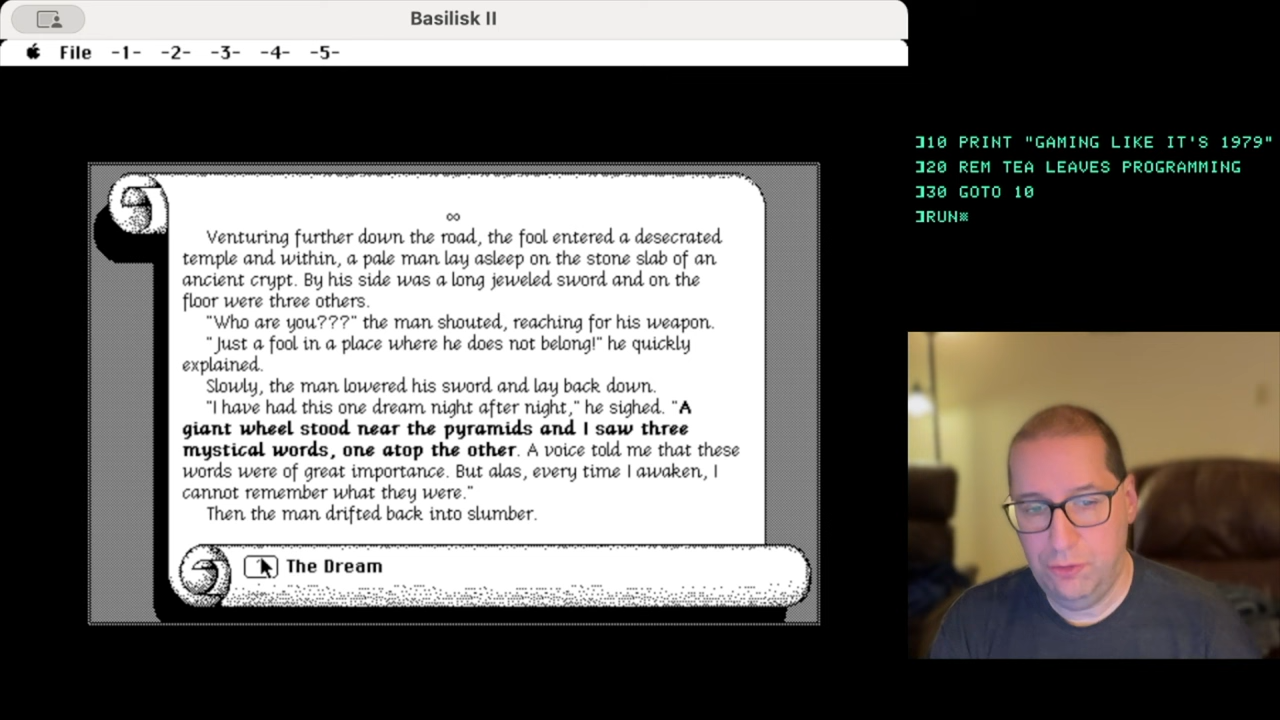 Basilisk II
File -1- -2- -3- -4- -5-
]10 PRINT "GAMING LIKE IT'S 1979"
]20 REM TEA LEAVES PROGRAMMING
]30 GOTO 10
]RUN
∞
Venturing further down the road, the fool entered a desecrated
temple and within, a pale man lay asleep on the stone slab of an
ancient crypt. By his side was a long jeweled sword and on the
floor were three others.
"Who are you???" the man shouted, reaching for his weapon.
"Just a fool in a place where he does not belong!" he quickly
explained.
Slowly, the man lowered his sword and lay back down.
"I have had this one dream night after night," he sighed. "A
giant wheel stood near the pyramids and I saw three
mystical words, one atop the other. A voice told me that these
words were of great importance. But alas, every time I awaken, I
cannot remember what they were."
Then the man drifted back into slumber.
The Dream